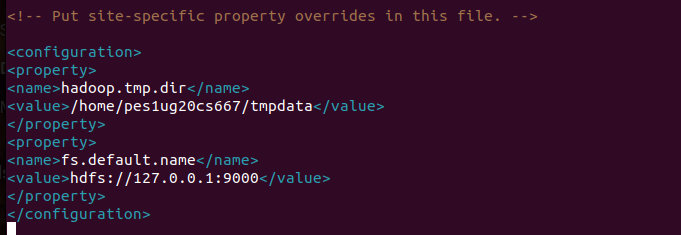 <!-- Put site-specific property overrides in this file. -->
<configuration>
<property>
<name>hadoop.tmp.dir</name>
<value>/home/pes1ug20cs667/tmpdata</value>
</property>
<property>
<name>fs.default.name</name>
<value>hdfs://127.0.0.1:9000</value>
</property>
</configuration>